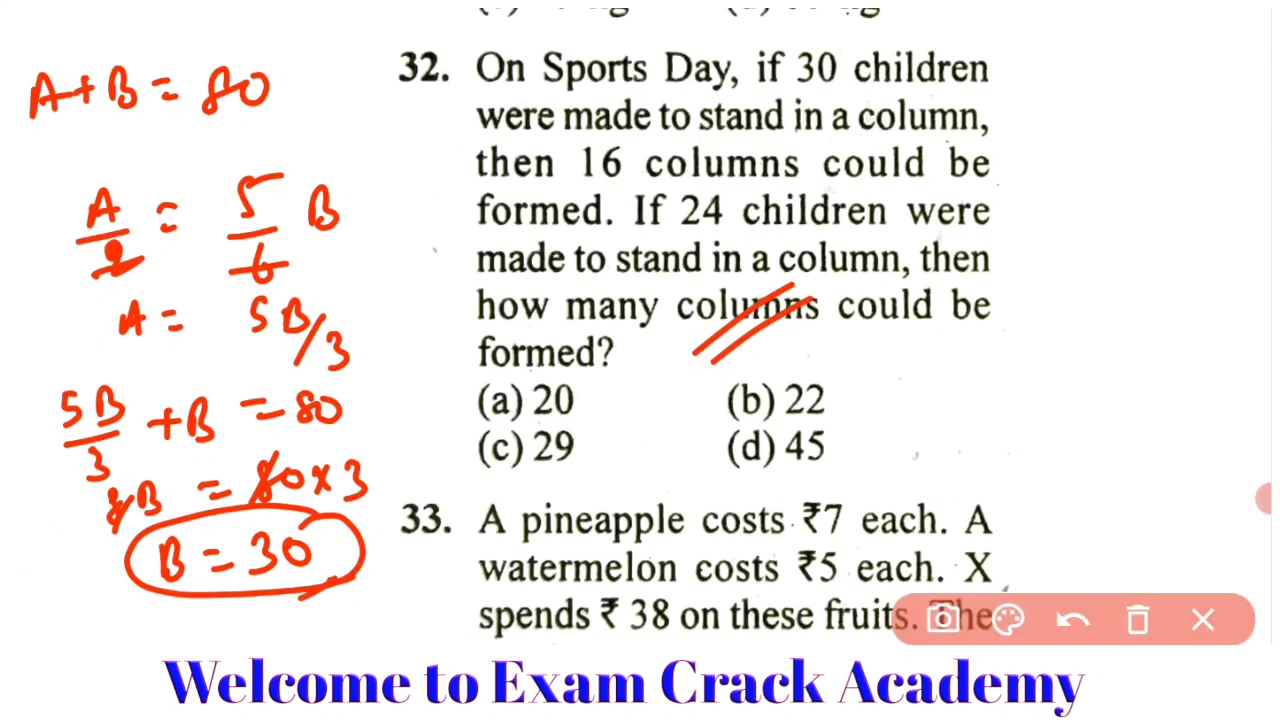 A+B = 80
A/2 = 5/6 B
A = 5B/3
5B/3 + B = 80
8B = 80 x 3
B = 30
32. On Sports Day, if 30 children
were made to stand in a column,
then 16 columns could be
formed. If 24 children were
made to stand in a column, then
how many columns could be
formed?
(a) 20 (b) 22
(c) 29 (d) 45
33. A pineapple costs ₹7 each. A
watermelon costs ₹5 each. X
spends ₹ 38 on these fruits. The
Welcome to Exam Crack Academy